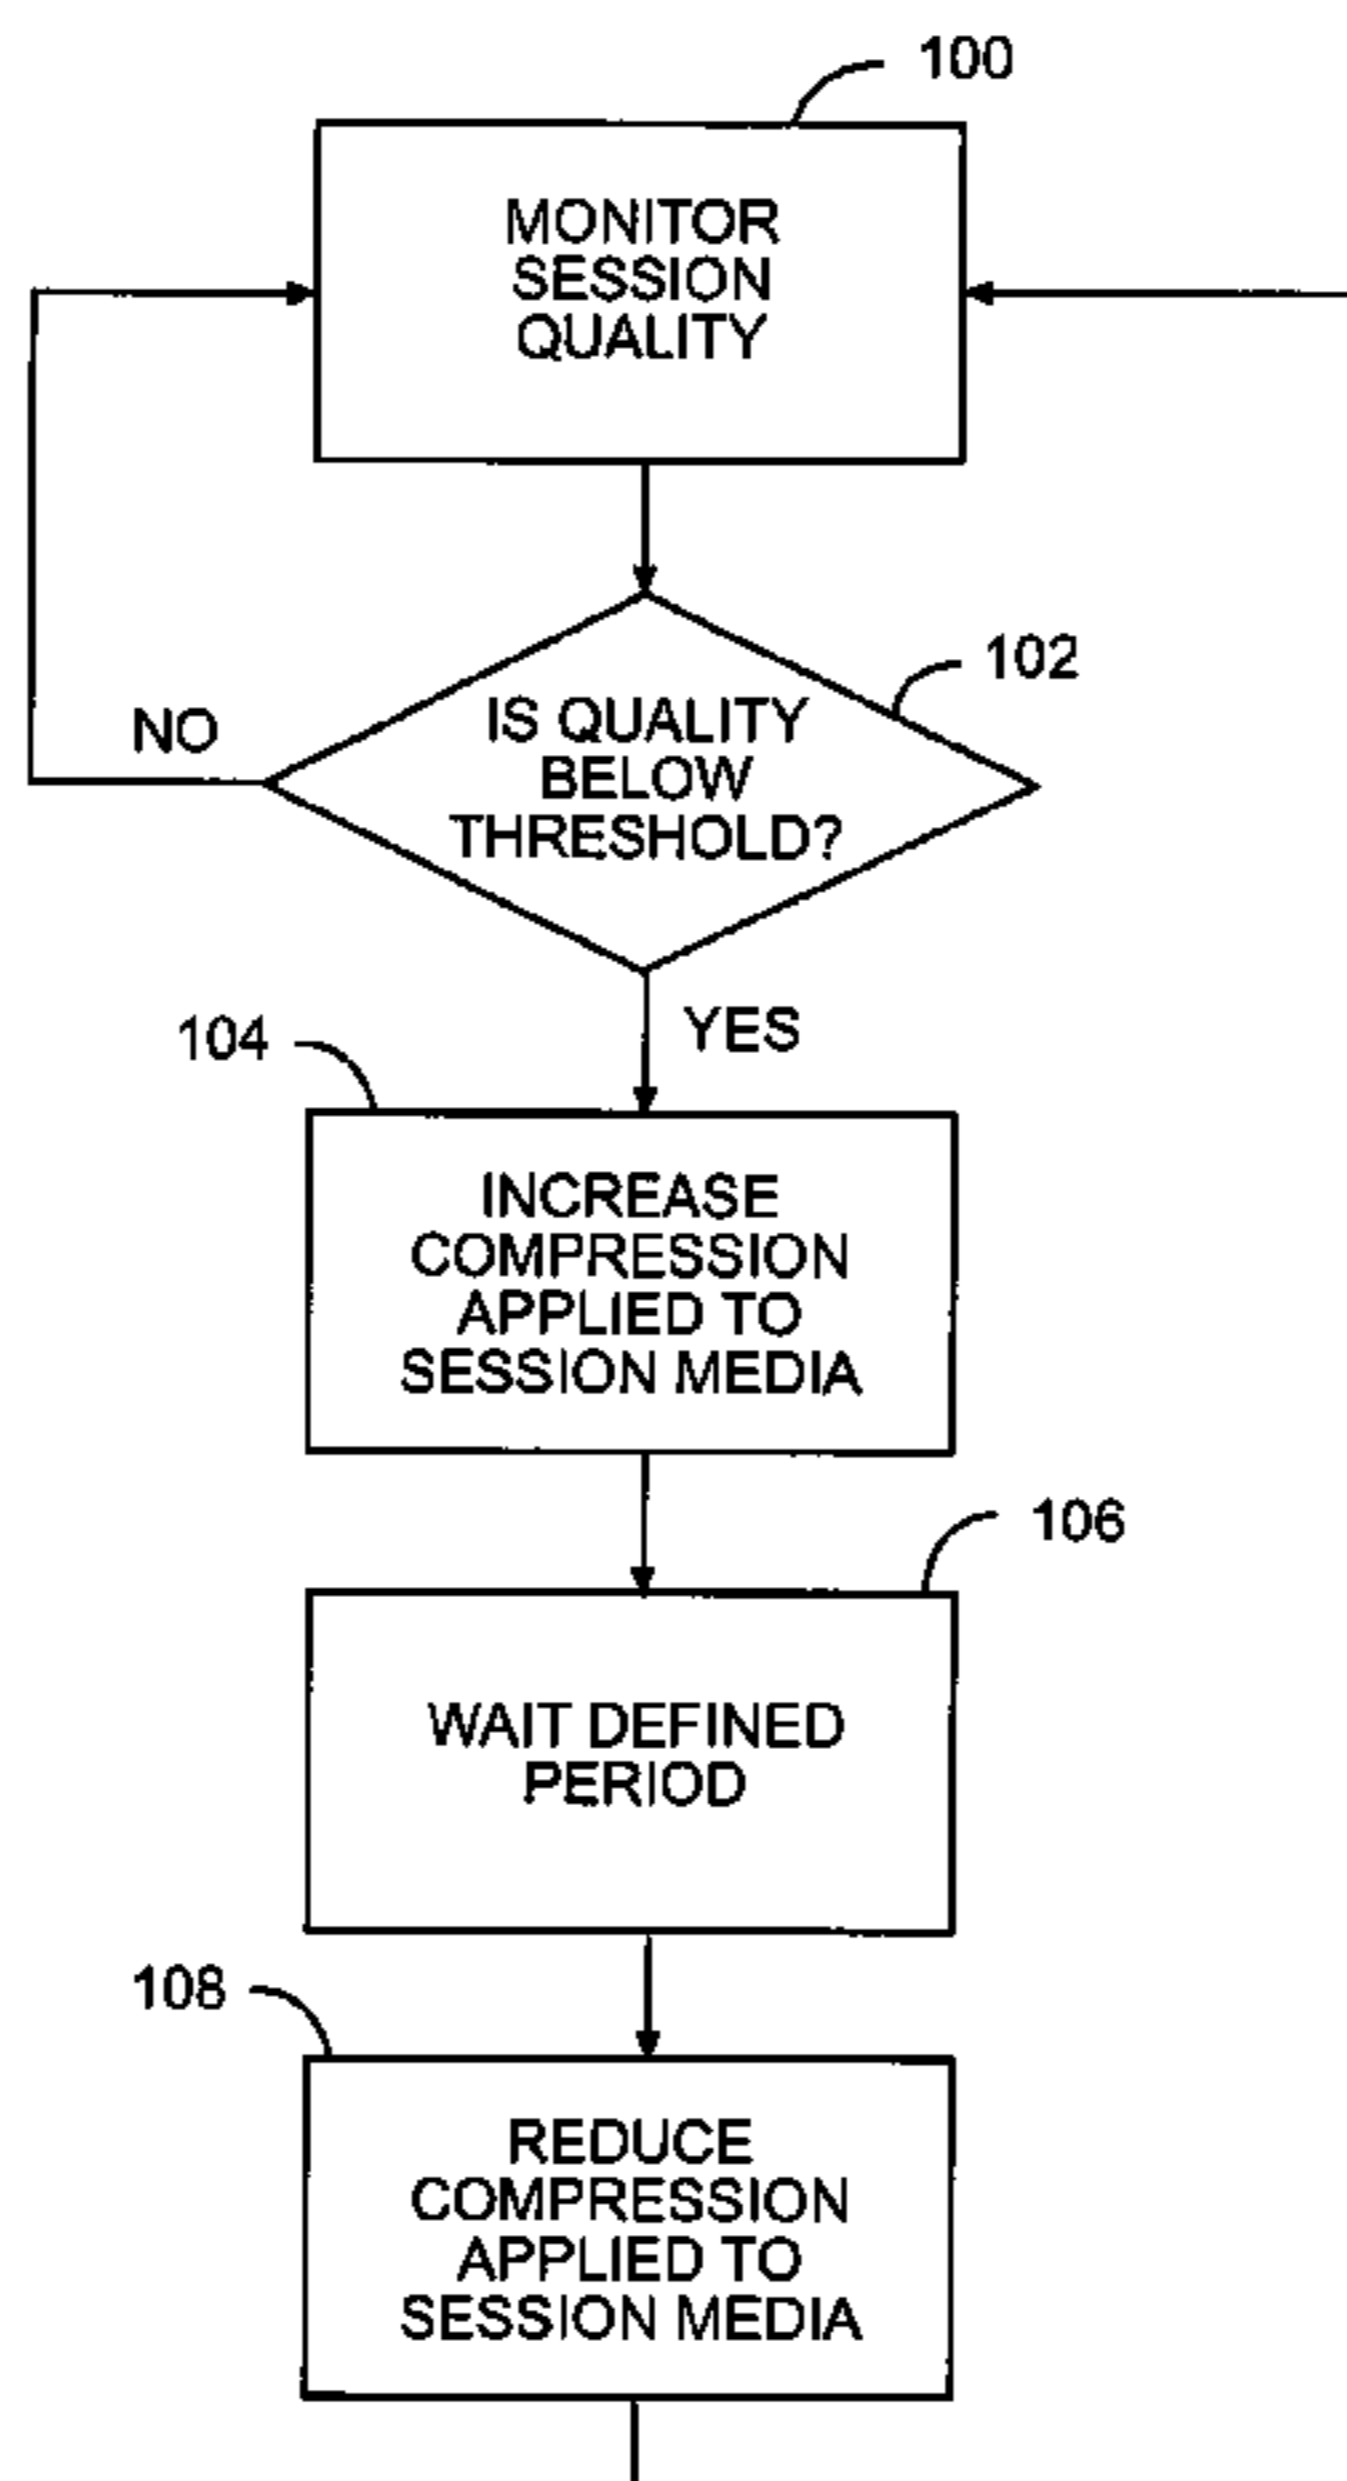 100
MONITOR
SESSION
QUALITY
102
IS QUALITY
BELOW
THRESHOLD?
NO
YES
104
INCREASE
COMPRESSION
APPLIED TO
SESSION MEDIA
106
WAIT DEFINED
PERIOD
108
REDUCE
COMPRESSION
APPLIED TO
SESSION MEDIA